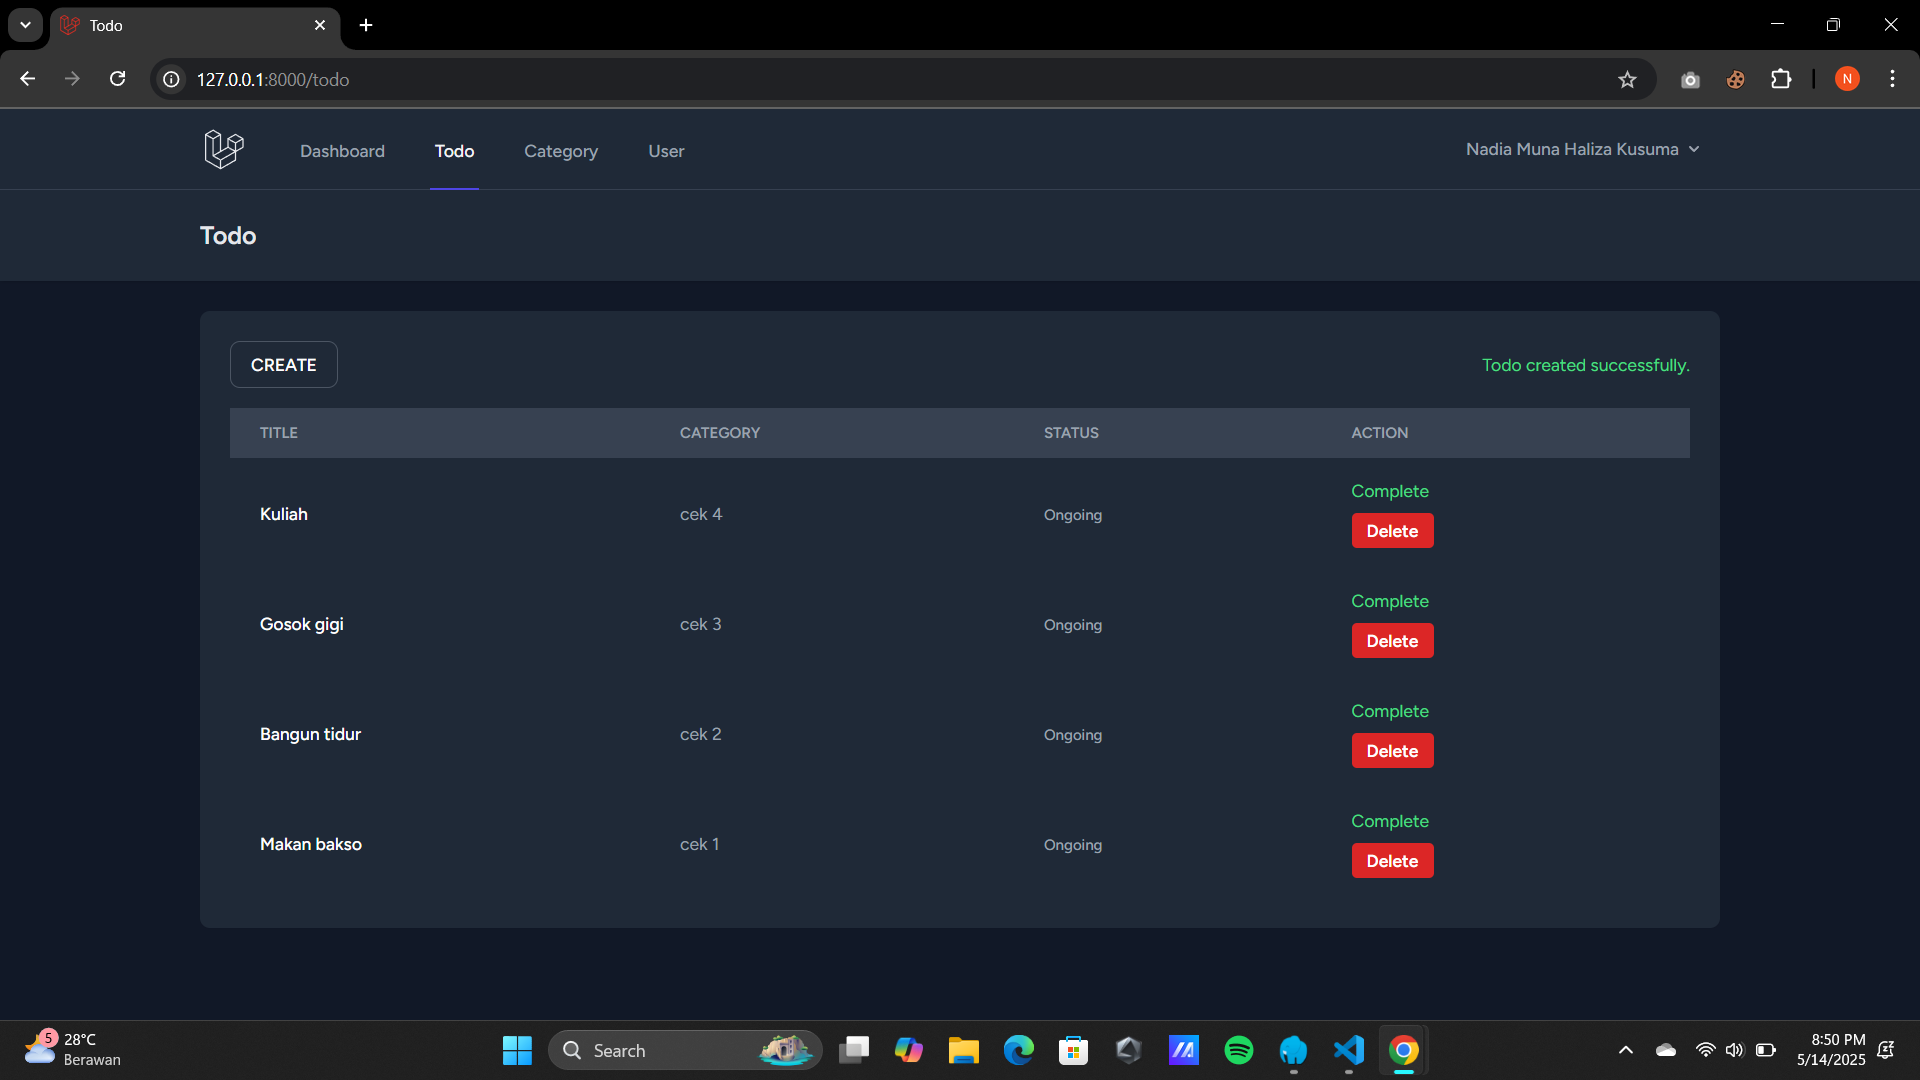 Todo
127.0.0.1:8000/todo
N
Dashboard
Todo
Category
User
Nadia Muna Haliza Kusuma
Todo
CREATE
Todo created successfully.
TITLE
CATEGORY
STATUS
ACTION
Kuliah
cek 4
Ongoing
Complete
Delete
Gosok gigi
cek 3
Ongoing
Complete
Delete
Bangun tidur
cek 2
Ongoing
Complete
Delete
Makan bakso
cek 1
Ongoing
Complete
Delete
5
28°C
Berawan
Search
8:50 PM
5/14/2025